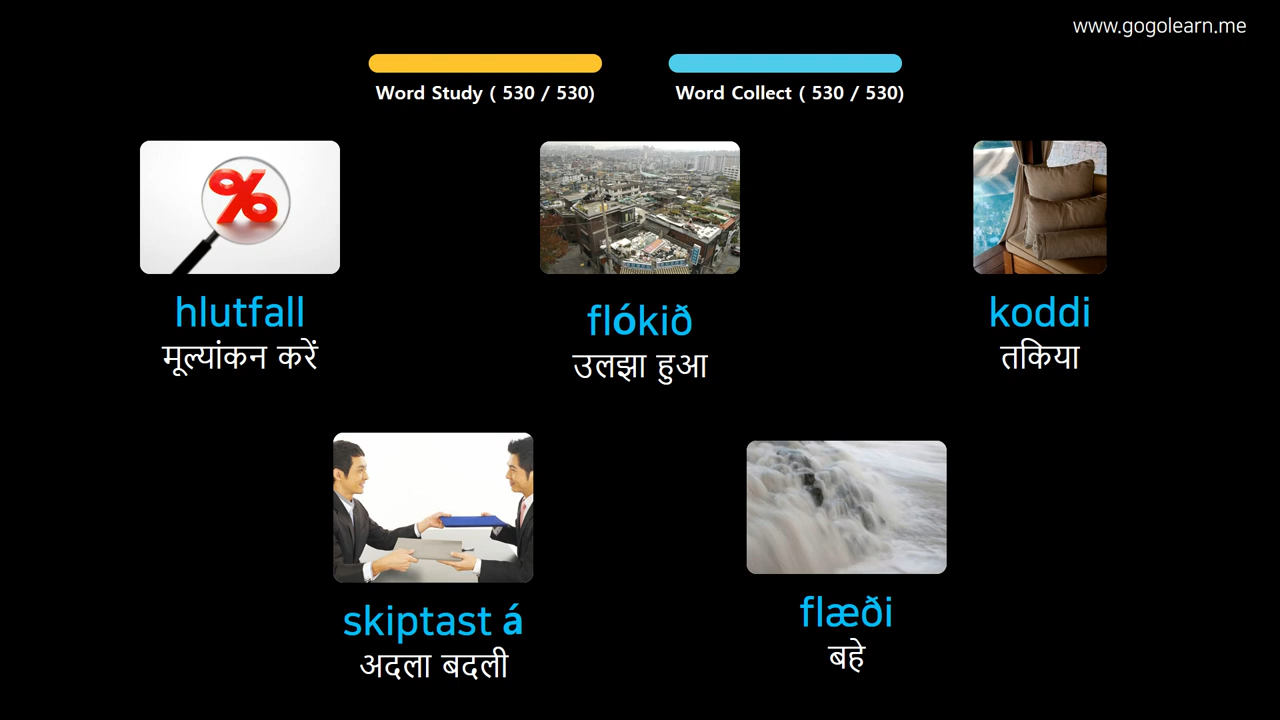 www.gogolearn.me
Word Study ( 530 / 530)
Word Collect ( 530 / 530)
hlutfall
मूल्यांकन करें
flókið
उलझा हुआ
koddi
तकिया
skiptast á
अदला बदली
flæði
बहे